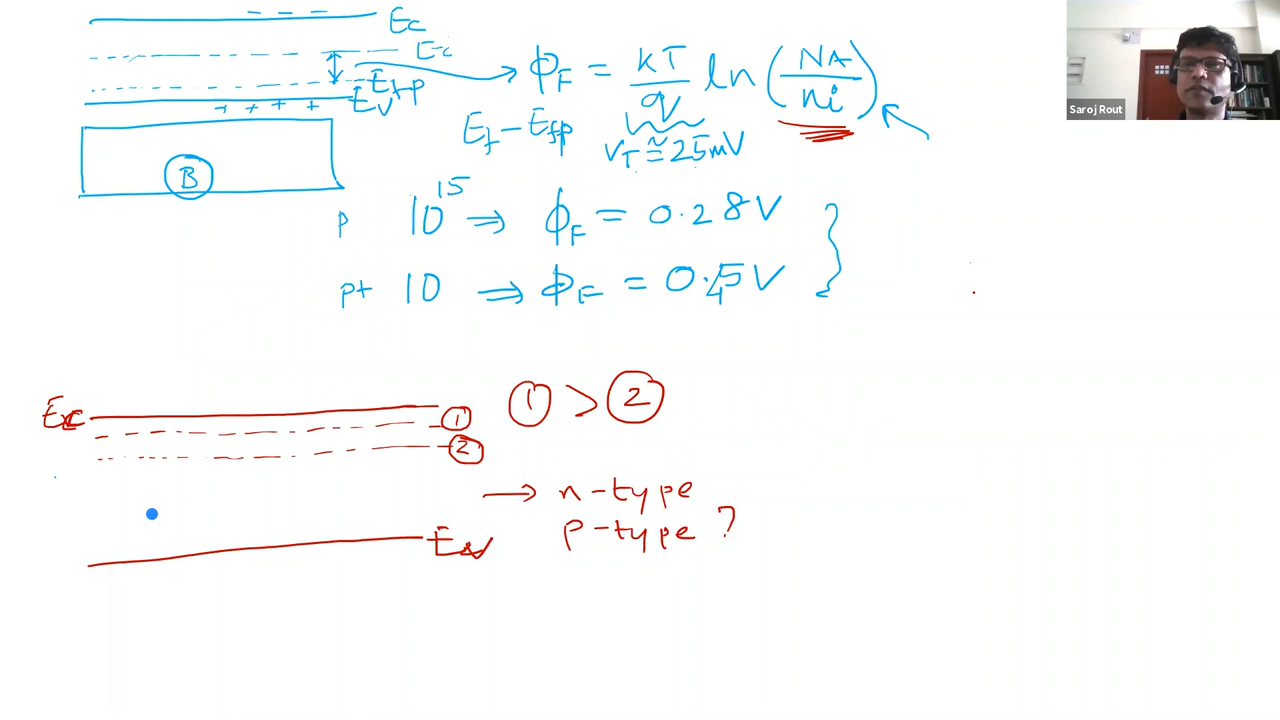 --- Ec
Ei
Efp
+ + + + Ev
ΦF = kT/q ln (NA/ni)
Ef - Efp
VT ≅ 25mV
B
p 10^15 ⇒ ΦF = 0.28V
p+ 10 ⇒ ΦF = 0.45V
Saroj Rout
Ec
① > ②
①
②
→ n-type
p-type ?
Ev